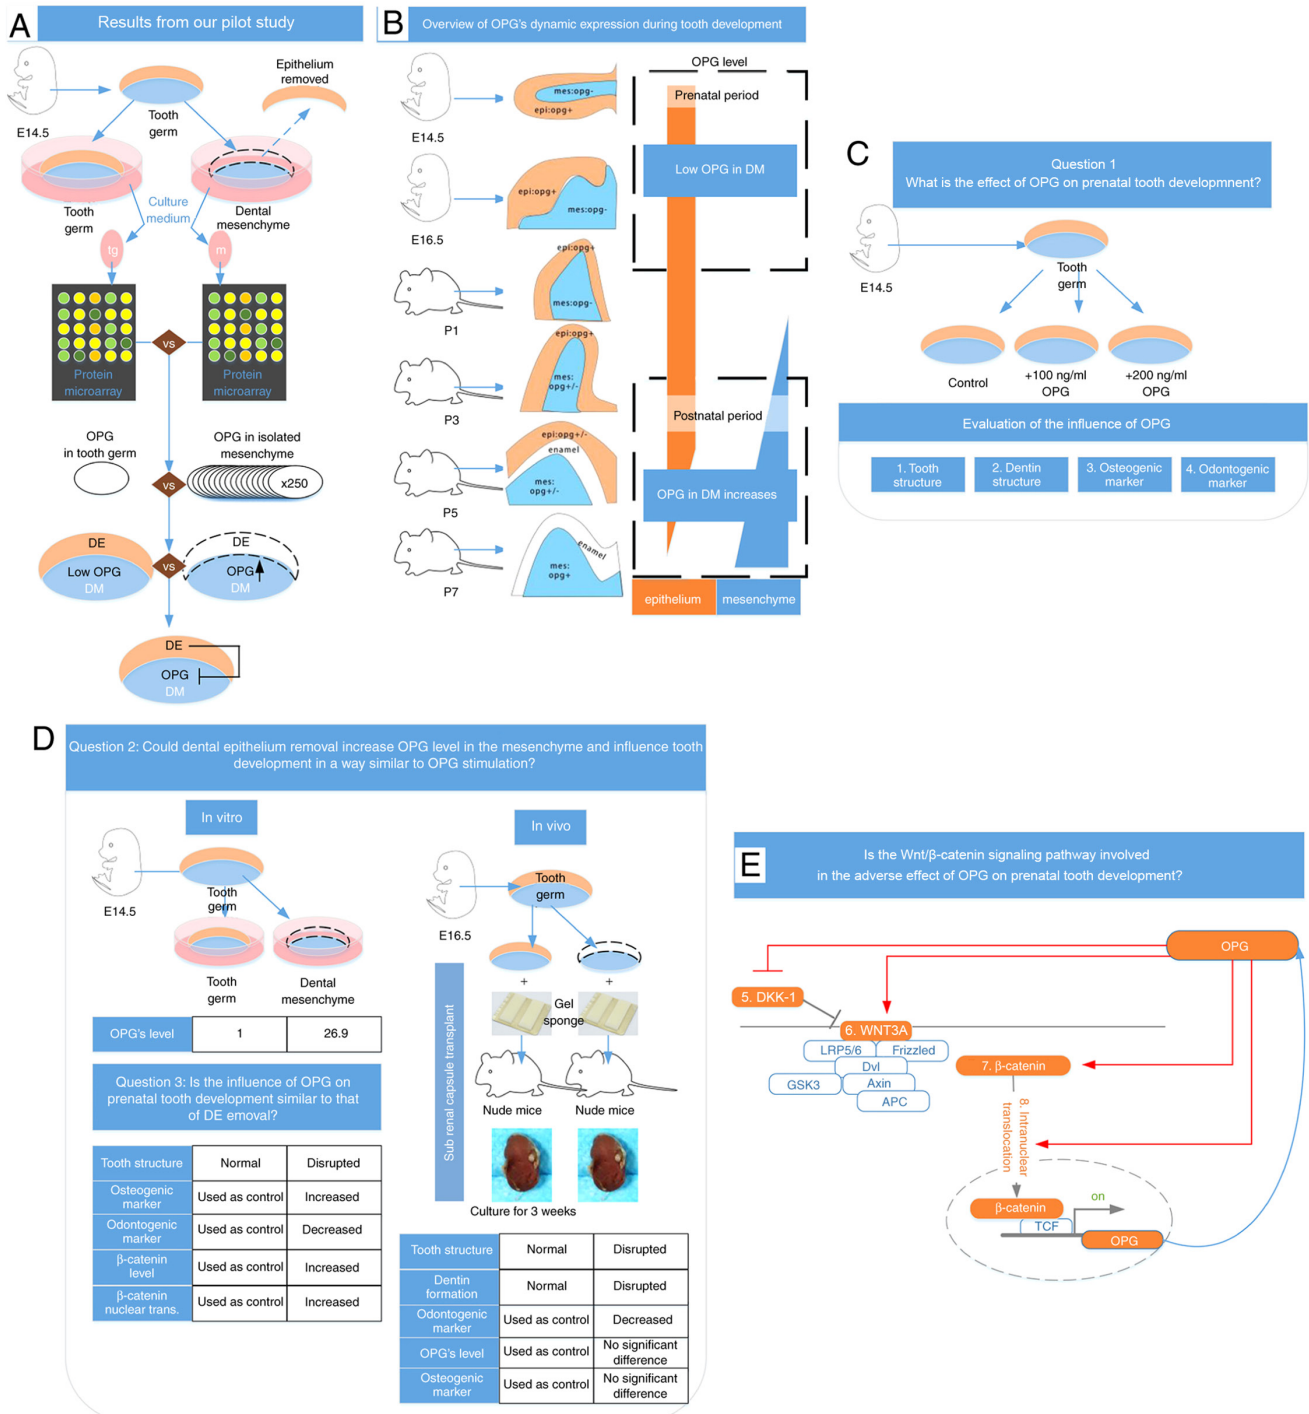 A
Results from our pilot study
Epithelium
removed
Tooth
germ
E14.5
Culture
medium
Tooth
germ
Dental
mesenchyme
tg
m
Protein
microarray
vs
Protein
microarray
OPG
in tooth germ
OPG in isolated
mesenchyme
x250
vs
DE
Low OPG
DM
vs
DE
OPG
DM
DE
OPG
DM
B
Overview of OPG's dynamic expression during tooth development
E14.5
mes:opg-
epi:opg+
E16.5
epi:opg+
mes:opg-
P1
epi:opg+
mes:opg-
P3
epi:opg+
mes:
opg+/-
P5
epi:opg+/-
enamel
mes:
opg+/-
P7
enamel
mes:
opg+
OPG level
Prenatal period
Low OPG in DM
Postnatal period
OPG in DM increases
epithelium
mesenchyme
C
Question 1
What is the effect of OPG on prenatal tooth developmnent?
E14.5
Tooth
germ
Control
+100 ng/ml
OPG
+200 ng/ml
OPG
Evaluation of the influence of OPG
1. Tooth
structure
2. Dentin
structure
3. Osteogenic
marker
4. Odontogenic
marker
D
Question 2: Could dental epithelium removal increase OPG level in the mesenchyme and influence tooth
development in a way similar to OPG stimulation?
In vitro
E14.5
Tooth
germ
Tooth
germ
Dental
mesenchyme
OPG's level 1 26.9
Question 3: Is the influence of OPG on
prenatal tooth development similar to that
of DE emoval?
Tooth structure Normal Disrupted
Osteogenic
marker
Used as control Increased
Odontogenic
marker
Used as control Decreased
β-catenin
level
Used as control Increased
β-catenin
nuclear trans.
Used as control Increased
In vivo
E16.5
Tooth
germ
Sub renal capsule transplant
+ +
Gel
sponge
Nude mice Nude mice
Culture for 3 weeks
Tooth structure Normal Disrupted
Dentin
formation
Normal Disrupted
Odontogenic
marker
Used as control Decreased
OPG's level Used as control
No significant
difference
Osteogenic
marker
Used as control
No significant
difference
E
Is the Wnt/β-catenin signaling pathway involved
in the adverse effect of OPG on prenatal tooth development?
OPG
5. DKK-1
6. WNT3A
LRP5/6 Frizzled
Dvl
GSK3 Axin
APC
7. β-catenin
8. Intranuclear
translocation
β-catenin
TCF
on
OPG